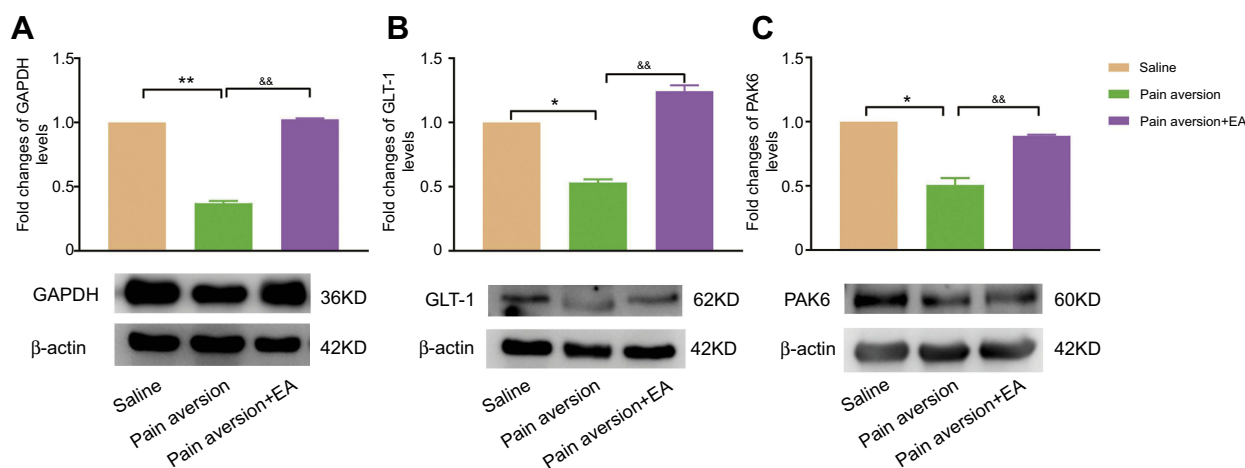 A
Fold changes of GAPDH
levels
1.5
1.0
0.5
0
**
&&
GAPDH
36KD
β-actin
42KD
Saline
Pain aversion
Pain aversion+EA
B
Fold changes of GLT-1
levels
1.5
1.0
0.5
0
*
&&
GLT-1
62KD
β-actin
42KD
Saline
Pain aversion
Pain aversion+EA
C
Fold changes of PAK6
levels
1.5
1.0
0.5
0
*
&&
PAK6
60KD
β-actin
42KD
Saline
Pain aversion
Pain aversion+EA
Saline
Pain aversion
Pain aversion+EA